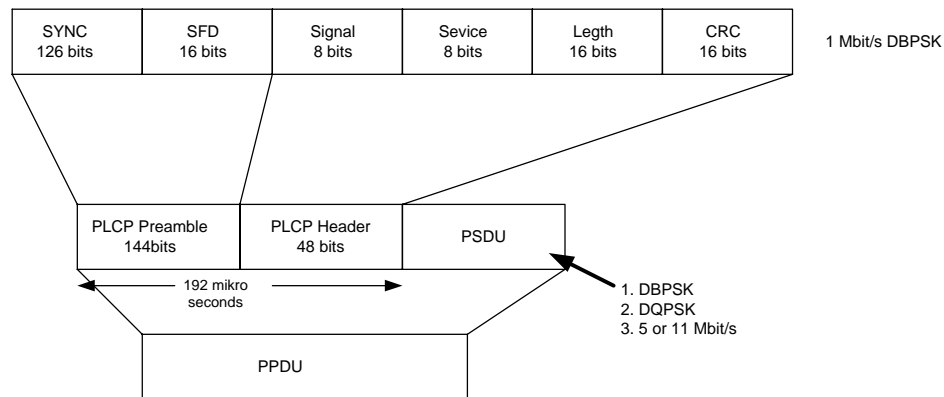 SYNC
126 bits
SFD
16 bits
Signal
8 bits
Sevice
8 bits
Legth
16 bits
CRC
16 bits
1 Mbit/s DBPSK
PLCP Preamble
144bits
PLCP Header
48 bits
PSDU
192 mikro
seconds
1. DBPSK
2. DQPSK
3. 5 or 11 Mbit/s
PPDU